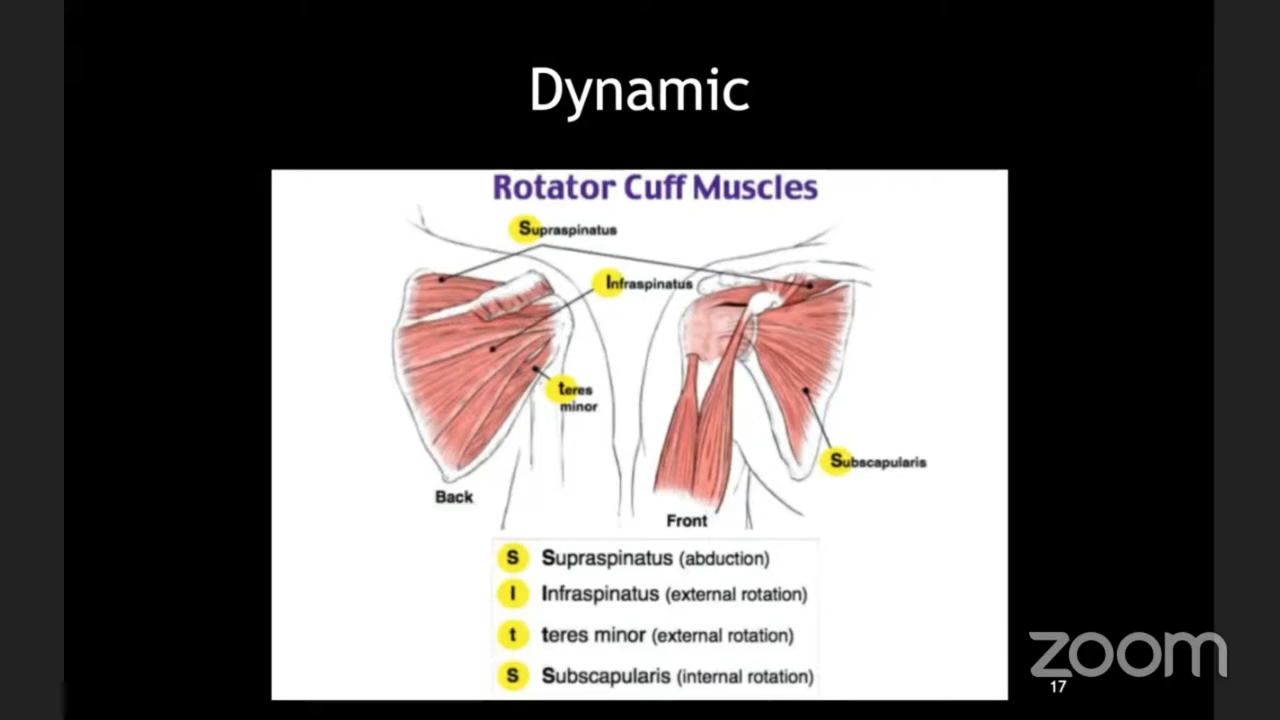 Dynamic
Rotator Cuff Muscles
Supraspinatus
Infraspinatus
teres
minor
Subscapularis
Back
Front
S Supraspinatus (abduction)
I Infraspinatus (external rotation)
t teres minor (external rotation)
S Subscapularis (internal rotation)
zoom
17